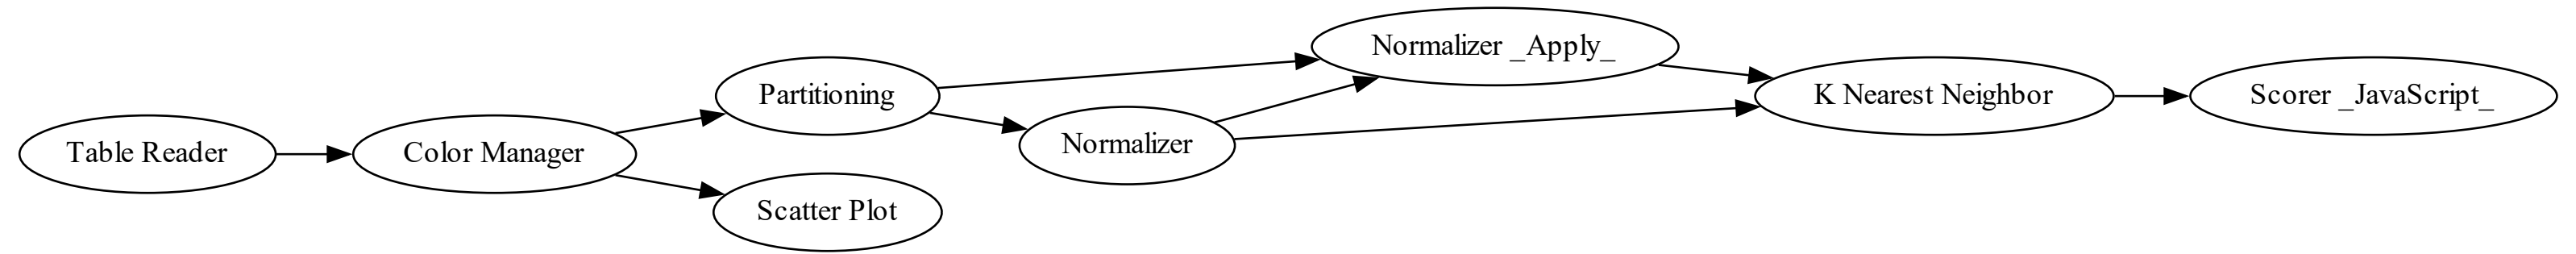 Table Reader
Color Manager
Partitioning
Scatter Plot
Normalizer
Normalizer _Apply_
K Nearest Neighbor
Scorer _JavaScript_